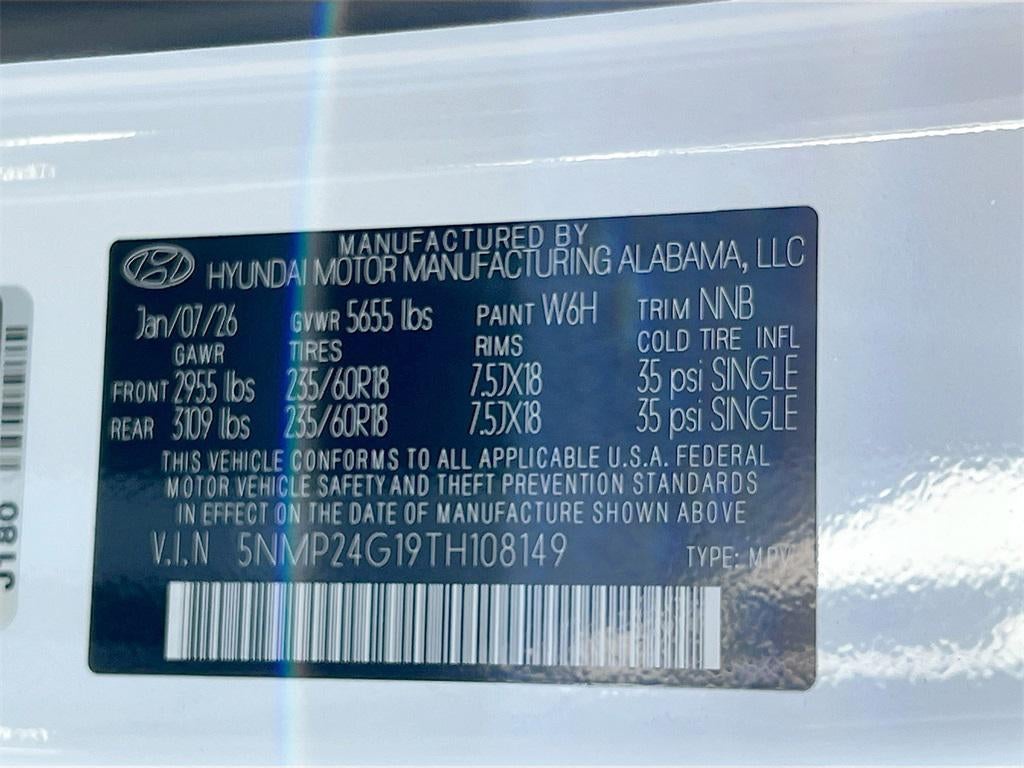 MANUFACTURED BY
HYUNDAI MOTOR MANUFACTURING ALABAMA, LLC
Jan/07/26 GVWR 5655 lbs PAINT W6H TRIM NNB
GAWR TIRES RIMS COLD TIRE INFL
FRONT 2955 lbs 235/60R18 7.5JX18 35 psi SINGLE
REAR 3109 lbs 235/60R18 7.5JX18 35 psi SINGLE
THIS VEHICLE CONFORMS TO ALL APPLICABLE U.S.A. FEDERAL
MOTOR VEHICLE SAFETY AND THEFT PREVENTION STANDARDS
IN EFFECT ON THE DATE OF MANUFACTURE SHOWN ABOVE
V.I.N 5NMP24G19TH108149 TYPE: MPV
J180